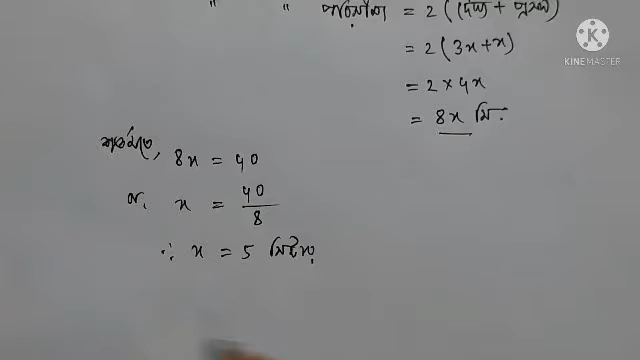 " " পরিসীমা = 2 (দৈর্ঘ্য + প্রস্থ)
= 2 (3x+x)
= 2 × 4x
= 8x মি.
KINEMASTER
শর্তমতে, 8x = 40
বা, x = 40/8
∴ x = 5 মিটার